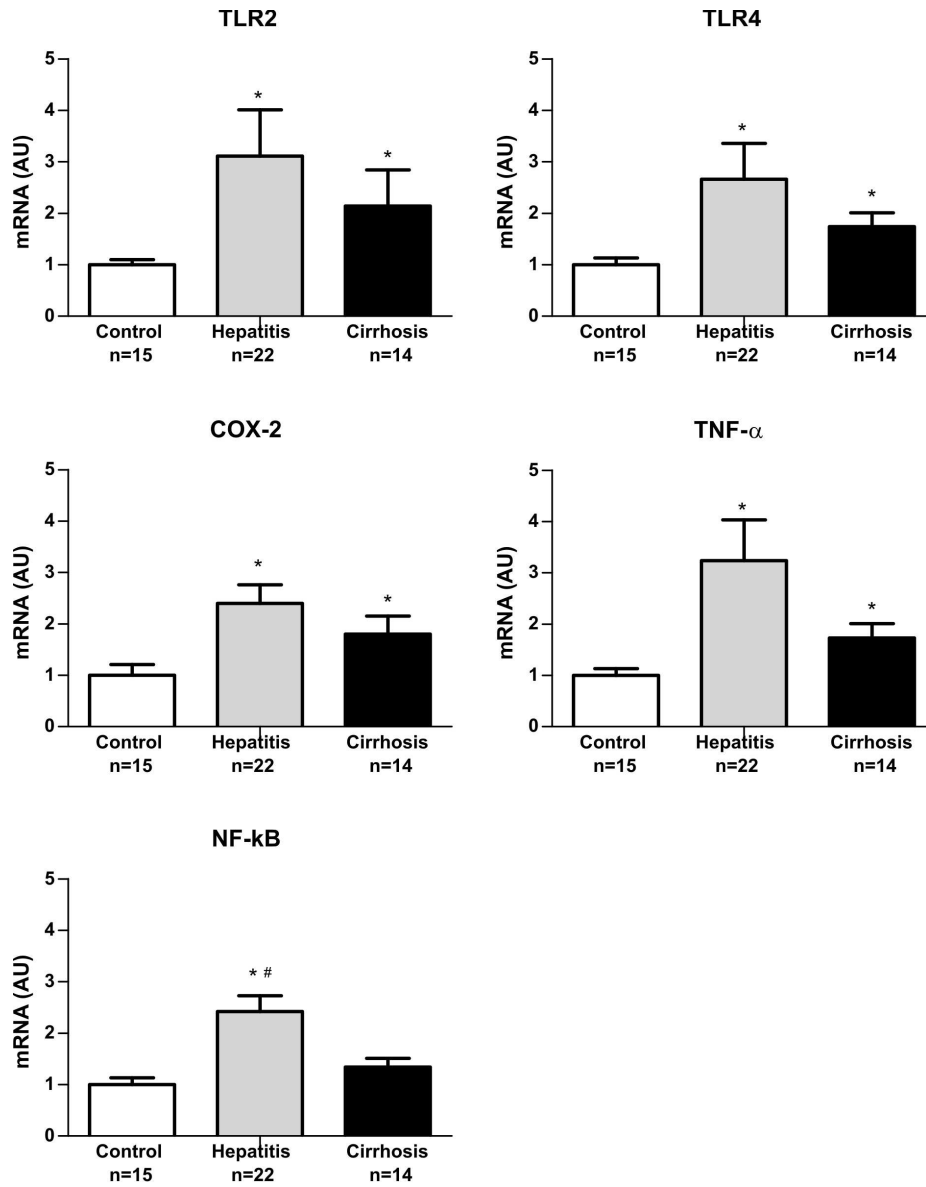 TLR2
5
4
3
2
1
0
mRNA (AU)
*
*
Control Hepatitis Cirrhosis
n=15 n=22 n=14
TLR4
5
4
3
2
1
0
mRNA (AU)
*
*
Control Hepatitis Cirrhosis
n=15 n=22 n=14
COX-2
5
4
3
2
1
0
mRNA (AU)
*
*
Control Hepatitis Cirrhosis
n=15 n=22 n=14
TNF-α
5
4
3
2
1
0
mRNA (AU)
*
*
Control Hepatitis Cirrhosis
n=15 n=22 n=14
NF-kB
5
4
3
2
1
0
mRNA (AU)
* #
Control Hepatitis Cirrhosis
n=15 n=22 n=14